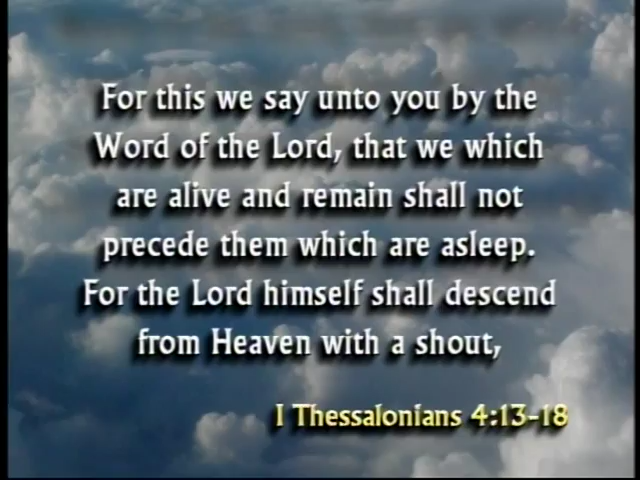 For this we say unto you by the
Word of the Lord, that we which
are alive and remain shall not
precede them which are asleep.
For the Lord himself shall descend
from Heaven with a shout,
I Thessalonians 4:13-18